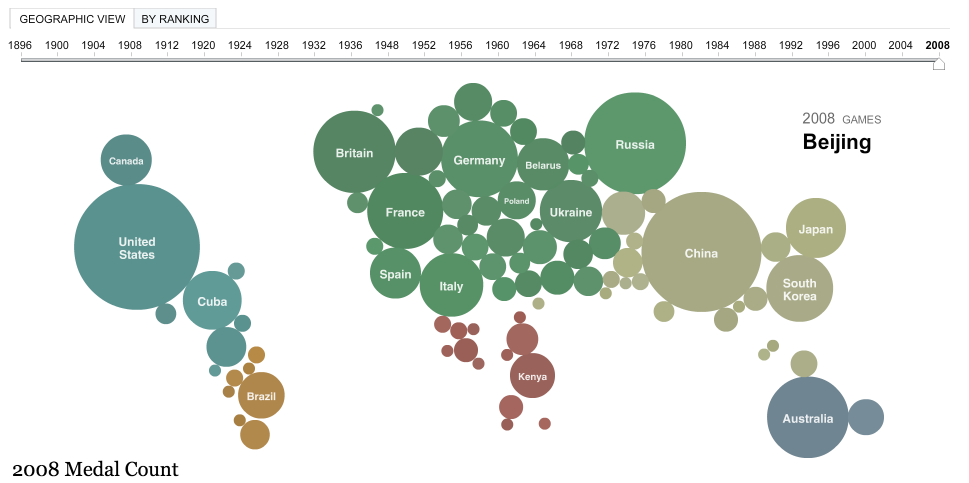 GEOGRAPHIC VIEW BY RANKING
1896 1900 1904 1908 1912 1920 1924 1928 1932 1936 1948 1952 1956 1960 1964 1968 1972 1976 1980 1984 1988 1992 1996 2000 2004 2008
2008 GAMES
Beijing
Canada
Britain
Germany
Belarus
Russia
France
Poland
Ukraine
United
States
China
Japan
Spain
Italy
Cuba
South
Korea
Kenya
Brazil
Australia
2008 Medal Count